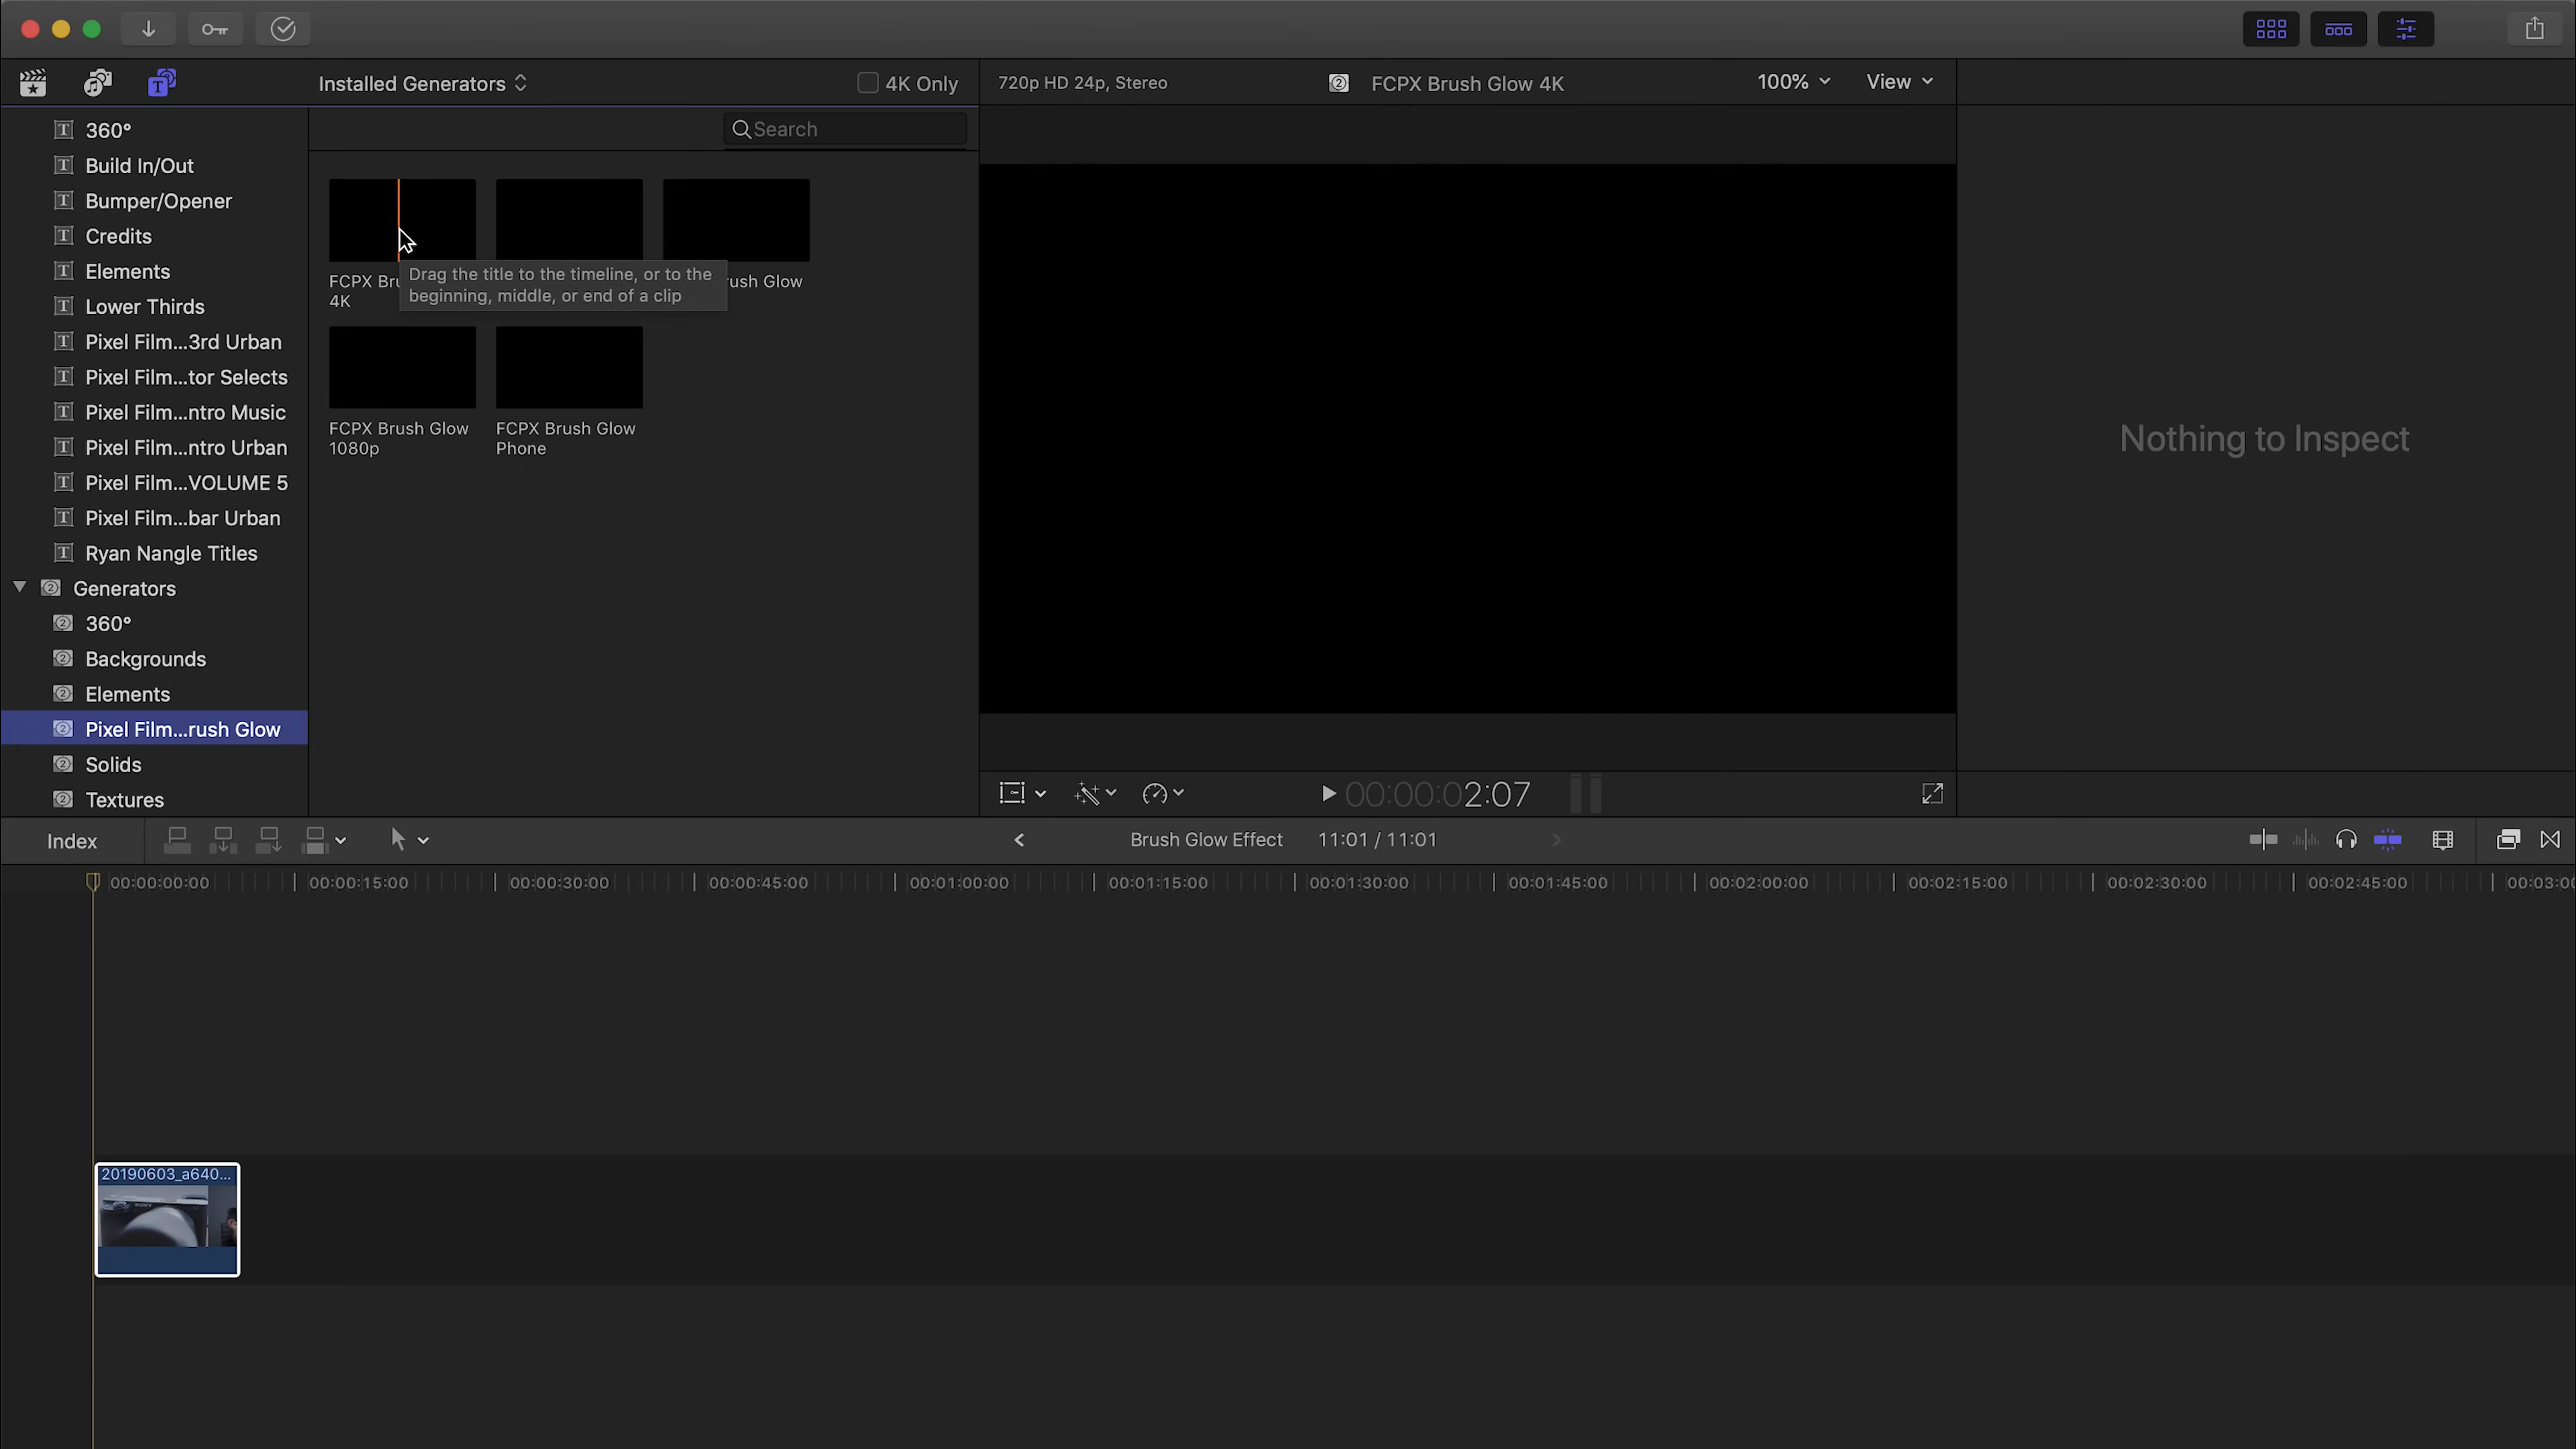 Installed Generators
4K Only
720p HD 24p, Stereo
FCPX Brush Glow 4K
100%
View
Search
360°
Build In/Out
Bumper/Opener
Credits
Elements
Lower Thirds
Pixel Film...3rd Urban
Pixel Film...tor Selects
Pixel Film...ntro Music
Pixel Film...ntro Urban
Pixel Film...VOLUME 5
Pixel Film...bar Urban
Ryan Nangle Titles
Generators
360°
Backgrounds
Elements
Pixel Film...rush Glow
Solids
Textures
FCPX Bru
4K
Drag the title to the timeline, or to the
beginning, middle, or end of a clip
rush Glow
FCPX Brush Glow
1080p
FCPX Brush Glow
Phone
Nothing to Inspect
00:00:02:07
Index
Brush Glow Effect
11:01 / 11:01
00:00:00:00
00:00:15:00
00:00:30:00
00:00:45:00
00:01:00:00
00:01:15:00
00:01:30:00
00:01:45:00
00:02:00:00
00:02:15:00
00:02:30:00
00:02:45:00
00:03:00
20190603_a640...
SONY